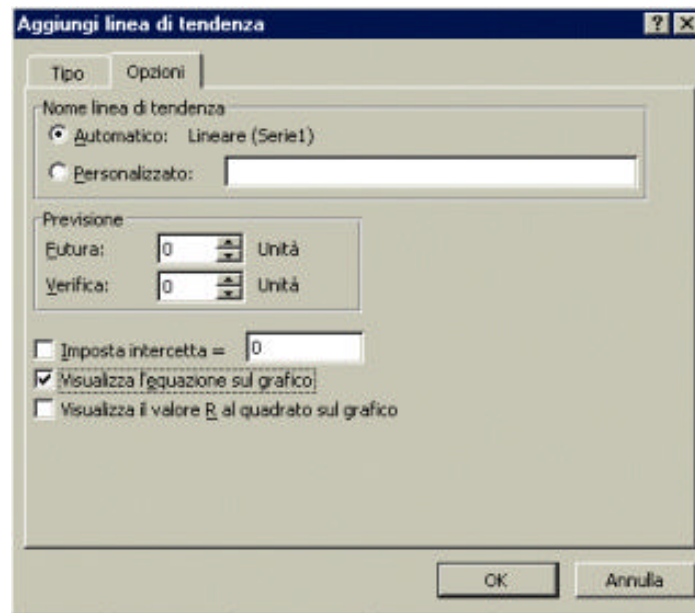 Aggiungi linea di tendenza
Tipo Opzioni
Nome linea di tendenza
Automatico: Lineare (Serie1)
Personalizzato:
Previsione
Futura: 0 Unità
Verifica: 0 Unità
Imposta intercetta = 0
Visualizza l'equazione sul grafico
Visualizza il valore R al quadrato sul grafico
OK Annulla